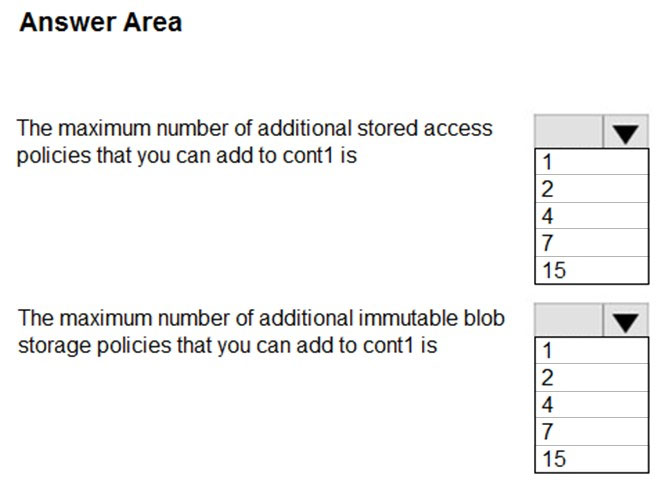 Answer Area
The maximum number of additional stored access
policies that you can add to cont1 is
1
2
4
7
15
The maximum number of additional immutable blob
storage policies that you can add to cont1 is
1
2
4
7
15